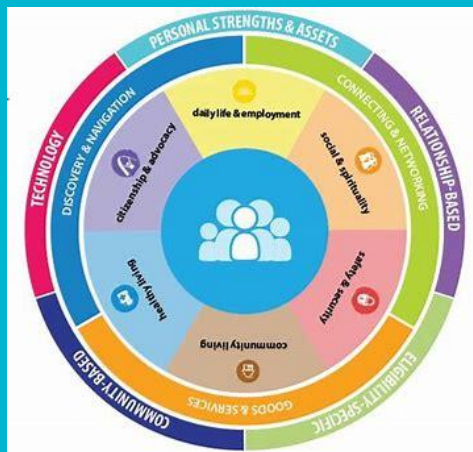 PERSONAL STRENGTHS & ASSETS
TECHNOLOGY
RELATIONSHIP-BASED
COMMUNITY-BASED
ELIGIBILITY-SPECIFIC
DISCOVERY & NAVIGATION
CONNECTING & NETWORKING
GOODS & SERVICES
daily life & employment
citizenship & advocacy
social & spirituality
healthy living
safety & security
community living